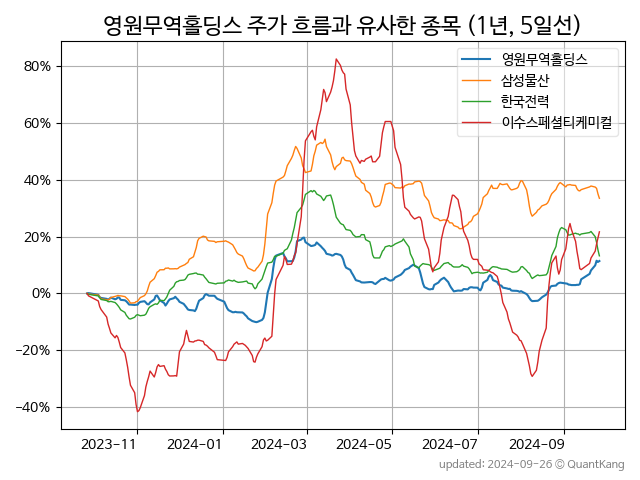 영원무역홀딩스 주가 흐름과 유사한 종목 (1년, 5일선)
영원무역홀딩스
삼성물산
한국전력
이수스페셜티케미컬
80%
60%
40%
20%
0%
−20%
−40%
2023-11
2024-01
2024-03
2024-05
2024-07
2024-09
updated: 2024-09-26 © QuantKang